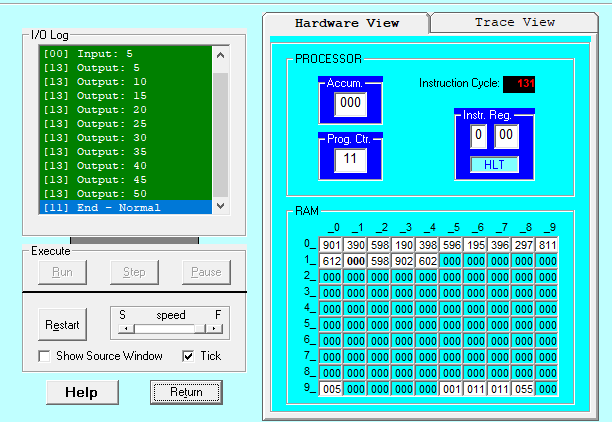 Hardware View
Trace View
I/O Log
[00] Input: 5
[13] Output: 5
[13] Output: 10
[13] Output: 15
[13] Output: 20
[13] Output: 25
[13] Output: 30
[13] Output: 35
[13] Output: 40
[13] Output: 45
[13] Output: 50
[11] End - Normal
Execute
Run Step Pause
Restart
S speed F
Show Source Window
Tick
Help
Return
PROCESSOR
Accum.
000
Instruction Cycle: 131
Prog. Ctr.
11
Instr. Reg.
0 00
HLT
RAM
_0 _1 _2 _3 _4 _5 _6 _7 _8 _9
0_ 901 390 598 190 398 596 195 396 297 811
1_ 612 000 598 902 602 000 000 000 000 000
2_ 000 000 000 000 000 000 000 000 000 000
3_ 000 000 000 000 000 000 000 000 000 000
4_ 000 000 000 000 000 000 000 000 000 000
5_ 000 000 000 000 000 000 000 000 000 000
6_ 000 000 000 000 000 000 000 000 000 000
7_ 000 000 000 000 000 000 000 000 000 000
8_ 000 000 000 000 000 000 000 000 000 000
9_ 005 000 000 000 000 001 011 011 055 000